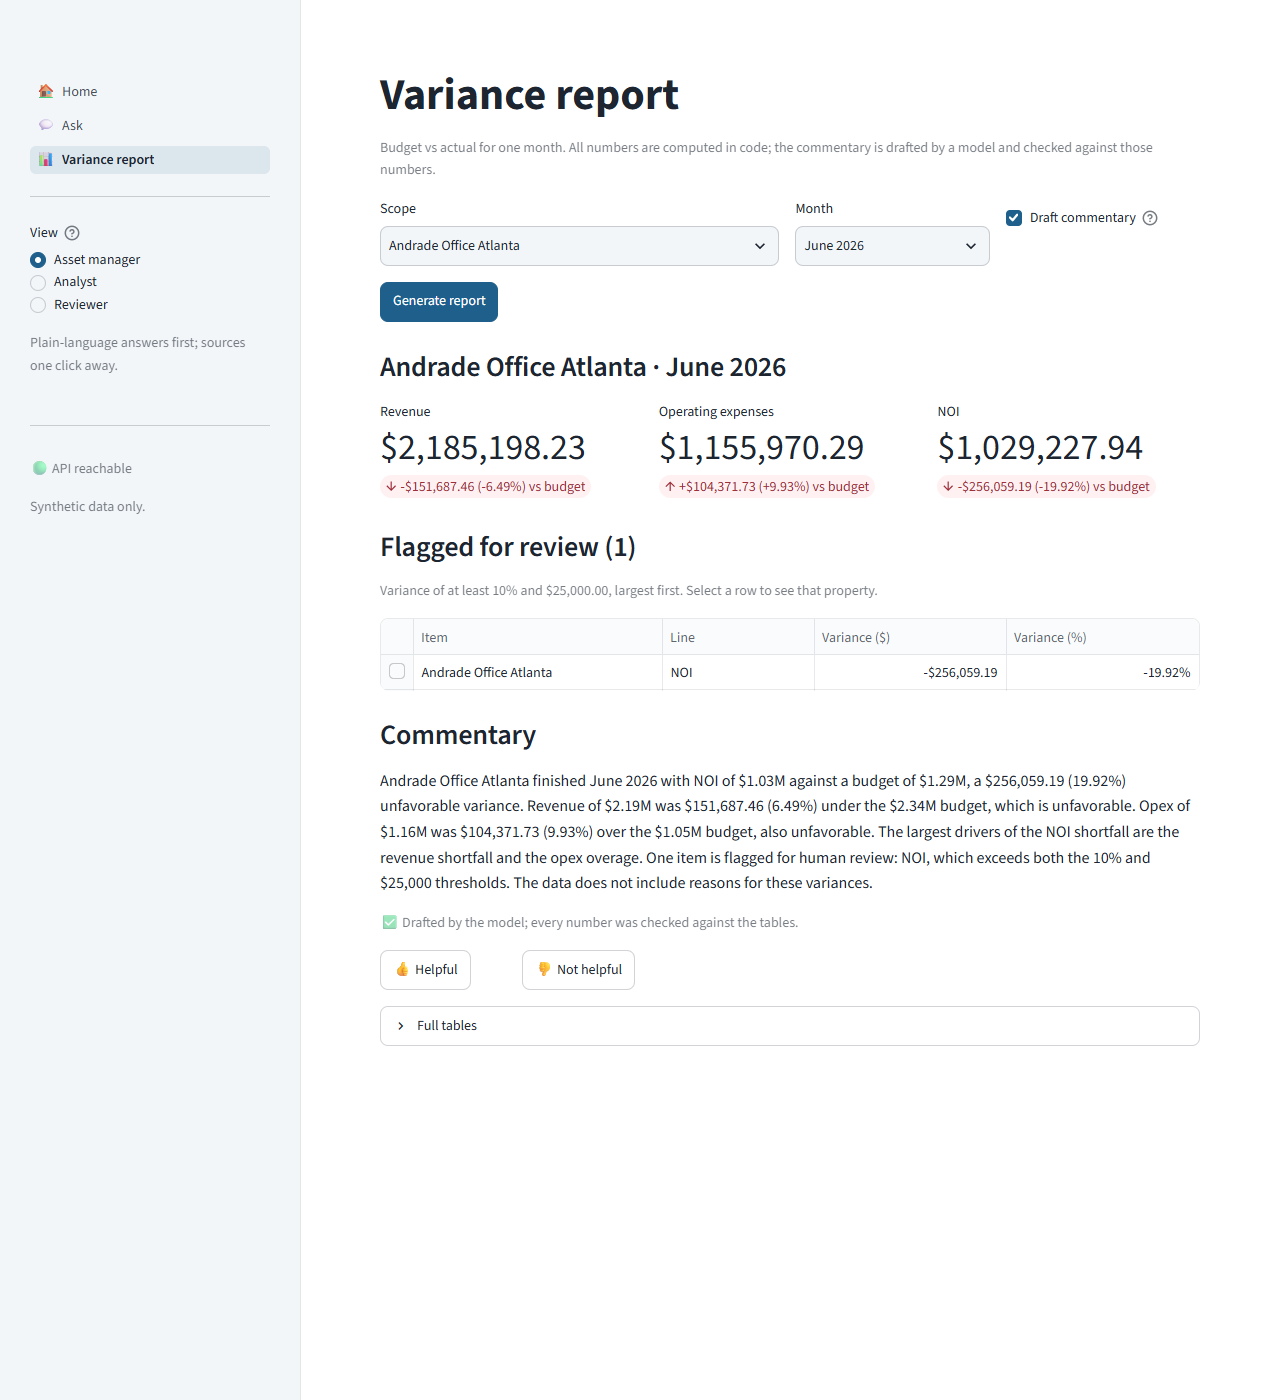 Home
Ask
Variance report
View
Asset manager
Analyst
Reviewer
Plain-language answers first; sources
one click away.
API reachable
Synthetic data only.
Variance report
Budget vs actual for one month. All numbers are computed in code; the commentary is drafted by a model and checked against those
numbers.
Scope
Month
Draft commentary
Andrade Office Atlanta
June 2026
Generate report
Andrade Office Atlanta · June 2026
Revenue
Operating expenses
NOI
$2,185,198.23
$1,155,970.29
$1,029,227.94
↓ -$151,687.46 (-6.49%) vs budget
↑ +$104,371.73 (+9.93%) vs budget
↓ -$256,059.19 (-19.92%) vs budget
Flagged for review (1)
Variance of at least 10% and $25,000.00, largest first. Select a row to see that property.
Item Line Variance ($) Variance (%)
Andrade Office Atlanta NOI -$256,059.19 -19.92%
Commentary
Andrade Office Atlanta finished June 2026 with NOI of $1.03M against a budget of $1.29M, a $256,059.19 (19.92%)
unfavorable variance. Revenue of $2.19M was $151,687.46 (6.49%) under the $2.34M budget, which is unfavorable. Opex of
$1.16M was $104,371.73 (9.93%) over the $1.05M budget, also unfavorable. The largest drivers of the NOI shortfall are the
revenue shortfall and the opex overage. One item is flagged for human review: NOI, which exceeds both the 10% and
$25,000 thresholds. The data does not include reasons for these variances.
Drafted by the model; every number was checked against the tables.
Helpful
Not helpful
Full tables